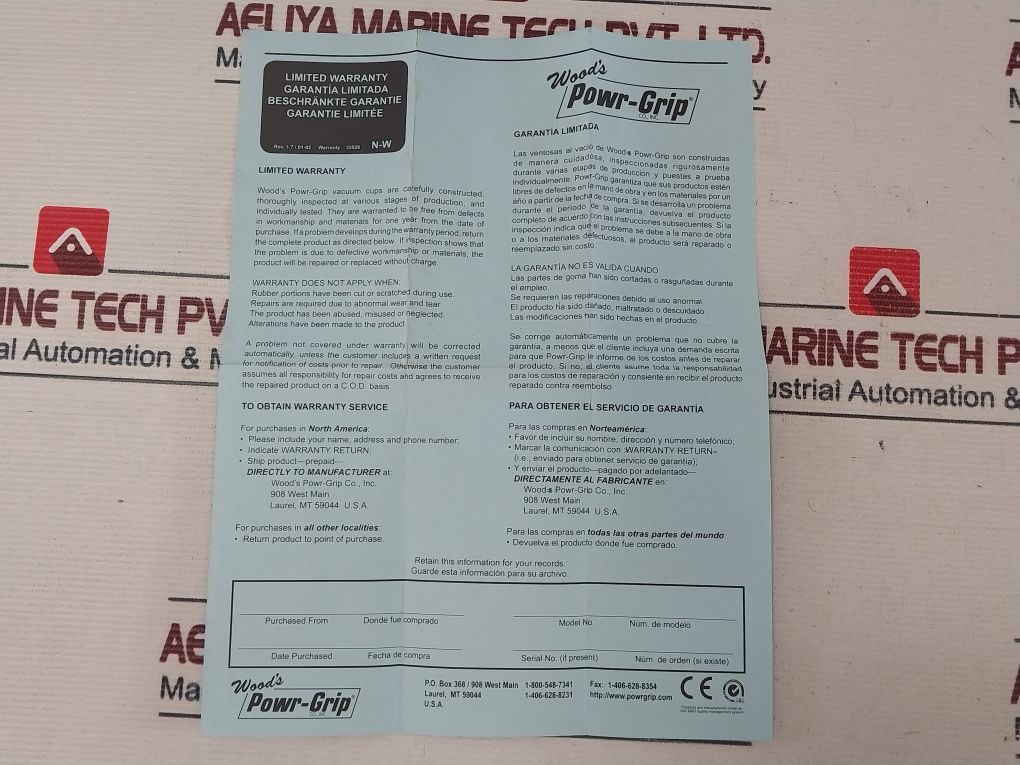 AELIYA MARINE TECH PVT. LTD.
LIMITED WARRANTY
GARANTÍA LIMITADA
BESCHRÄNKTE GARANTIE
GARANTIE LIMITÉE
Rev 1.7 / 01-02 Warranty 32528 N-W
Wood's
Powr-Grip®
CO., INC.
LIMITED WARRANTY
Wood's Powr-Grip vacuum cups are carefully constructed,
thoroughly inspected at various stages of production, and
individually tested. They are warranted to be free from defects
in workmanship and materials for one year from the date of
purchase. If a problem develops during the warranty period, return
the complete product as directed below. If inspection shows that
the problem is due to defective workmanship or materials, the
product will be repaired or replaced without charge.
WARRANTY DOES NOT APPLY WHEN:
Rubber portions have been cut or scratched during use.
Repairs are required due to abnormal wear and tear.
The product has been abused, misused or neglected.
Alterations have been made to the product.
A problem not covered under warranty will be corrected
automatically, unless the customer includes a written request
for notification of costs prior to repair. Otherwise the customer
assumes all responsibility for repair costs and agrees to receive
the repaired product on a C.O.D. basis.
TO OBTAIN WARRANTY SERVICE
For purchases in North America:
• Please include your name, address and phone number;
• Indicate WARRANTY RETURN;
• Ship product—prepaid—
DIRECTLY TO MANUFACTURER at:
Wood's Powr-Grip Co., Inc.
908 West Main
Laurel, MT 59044 U.S.A.
For purchases in all other localities:
• Return product to point of purchase.
GARANTÍA LIMITADA
Las ventosas al vacío de Wood's Powr-Grip son construidas
de manera cuidadosa, inspeccionadas rigurosamente
durante varias etapas de producción y puestas a prueba
individualmente. Powr-Grip garantiza que sus productos estén
libres de defectos en la mano de obra y en los materiales por un
año a partir de la fecha de compra. Si se desarrolla un problema
durante el período de la garantía, devuelva el producto
completo de acuerdo con las instrucciones subsecuentes. Si la
inspección indica que el problema se debe a la mano de obra
o a los materiales defectuosos, el producto será reparado o
reemplazado sin costo.
LA GARANTÍA NO ES VALIDA CUANDO:
Las partes de goma han sido cortadas o rasguñadas durante
el empleo.
Se requieren las reparaciones debido al uso anormal.
El producto ha sido dañado, maltratado o descuidado.
Las modificaciones han sido hechas en el producto.
Se corrige automáticamente un problema que no cubre la
garantía, a menos que el cliente incluya una demanda escrita
para que Powr-Grip le informe de los costos antes de reparar
el producto. Si no, el cliente asume toda la responsabilidad
para los costos de reparación y consiente en recibir el producto
reparado contra reembolso.
PARA OBTENER EL SERVICIO DE GARANTÍA
Para las compras en Norteamérica:
• Favor de incluir su nombre, dirección y número telefónico;
• Marcar la comunicación con :WARRANTY RETURN–
(i.e., enviado para obtener servicio de garantía);
• Y enviar el producto—pagado por adelantado—
DIRECTAMENTE AL FABRICANTE en:
Wood's Powr-Grip Co., Inc.
908 West Main
Laurel, MT 59044 U.S.A.
Para las compras en todas las otras partes del mundo:
• Devuelva el producto donde fue comprado.
Retain this information for your records.
Guarde esta información para su archivo.
Purchased From Donde fue comprado
Model No. Núm. de modelo
Date Purchased Fecha de compra
Serial No. (if present) Núm. de orden (si existe)
Wood's
Powr-Grip®
CO., INC.
P.O. Box 368 / 908 West Main 1-800-548-7341 Fax: 1-406-628-8354
Laurel, MT 59044 1-406-628-8231 http://www.powrgrip.com
U.S.A.
CE
Products are manufactured under an
ISO 9001 quality management system
INE TECH PV
al Automation & M
ARINE TECH P
ustrial Automation &
AE
Ma